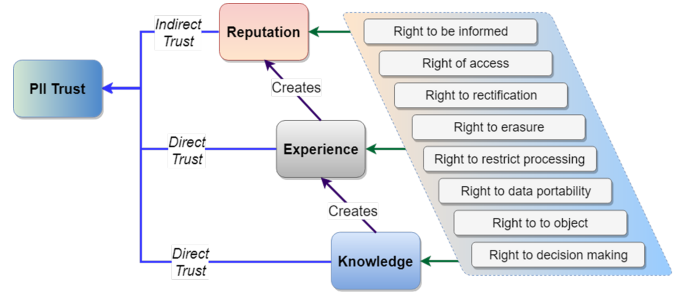 Indirect
Trust
Reputation
Right to be informed
Right of access
PII Trust
Creates
Right to rectification
Right to erasure
Direct
Trust
Experience
Right to restrict processing
Right to data portability
Creates
Right to to object
Direct
Trust
Knowledge
Right to decision making